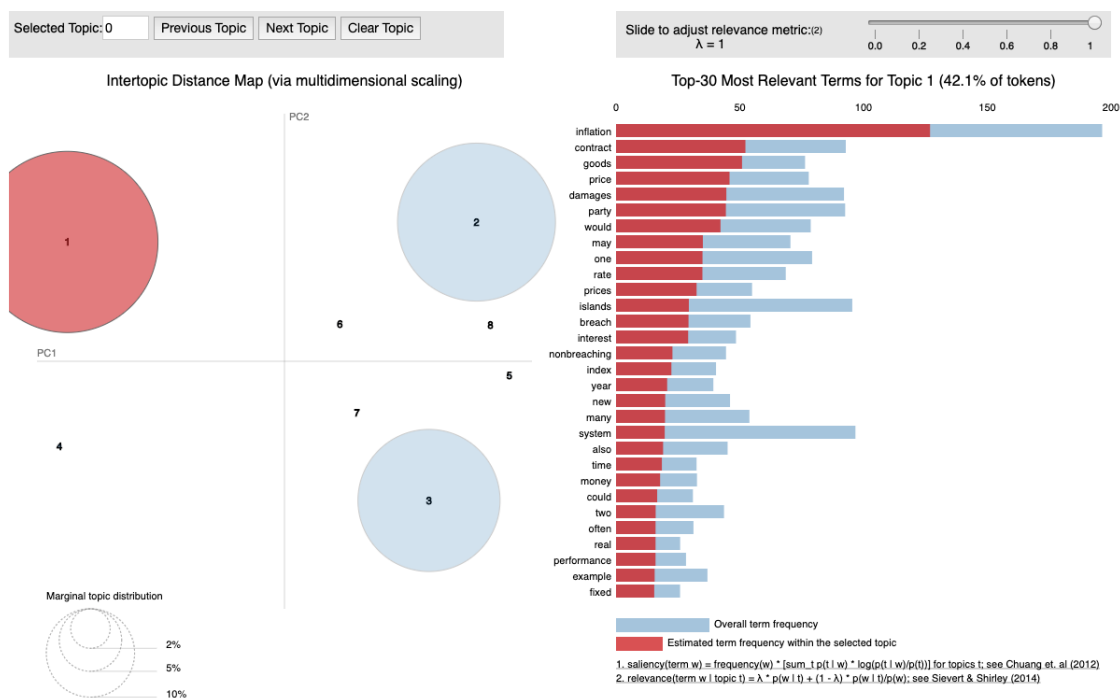 Selected Topic: 0 Previous Topic Next Topic Clear Topic
Slide to adjust relevance metric:(2)
λ = 1
0.0 0.2 0.4 0.6 0.8 1
Intertopic Distance Map (via multidimensional scaling)
PC2
PC1
1
2
6
8
5
7
4
3
Marginal topic distribution
2%
5%
10%
Top-30 Most Relevant Terms for Topic 1 (42.1% of tokens)
0 50 100 150 200
inflation
contract
goods
price
damages
party
would
may
one
rate
prices
islands
breach
interest
nonbreaching
index
year
new
many
system
also
time
money
could
two
often
real
performance
example
fixed
Overall term frequency
Estimated term frequency within the selected topic
1. saliency(term w) = frequency(w) * [sum_t p(t | w) * log(p(t | w)/p(t))] for topics t; see Chuang et. al (2012)
2. relevance(term w | topic t) = λ * p(w | t) + (1 - λ) * p(w | t)/p(w); see Sievert & Shirley (2014)